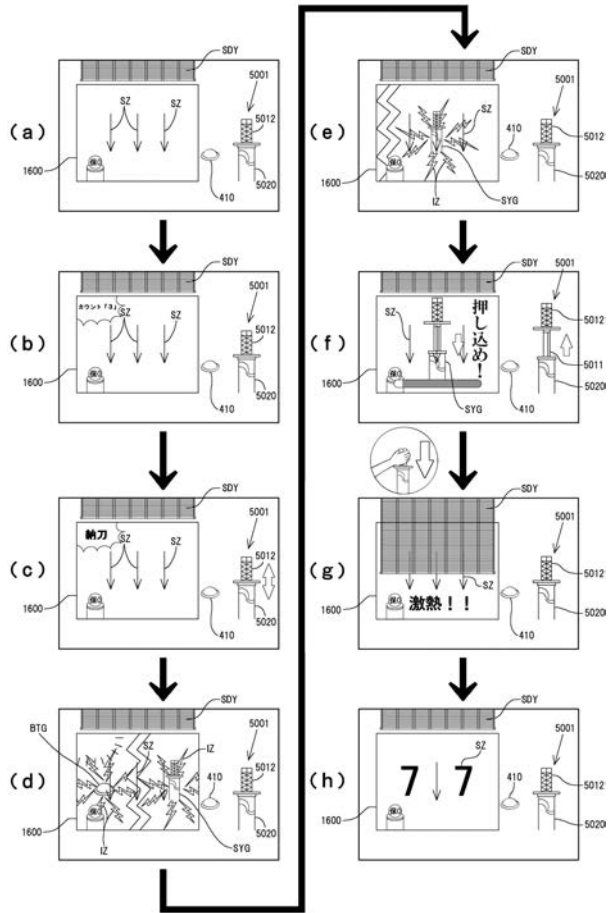 SDY
5001
SZ
SZ
5012
(a)
1600
410
5020
SDY
5001
カウント「3」
SZ
SZ
5012
(b)
1600
410
5020
SDY
5001
納刀
SZ
SZ
5012
(c)
1600
5020
410
SDY
BTG
SZ
IZ
5001
410
5012
(d)
1600
5020
IZ
SYG
SDY
5001
SZ
410
5012
(e)
1600
5020
IZ
SYG
SDY
5001
SZ
押し込め！
5012
(f)
5011
1600
5020
SYG
410
SDY
5001
5012
(g)
SZ
1600
激熱！！
5020
410
SDY
5001
SZ
5012
(h)
7 7
1600
410
5020